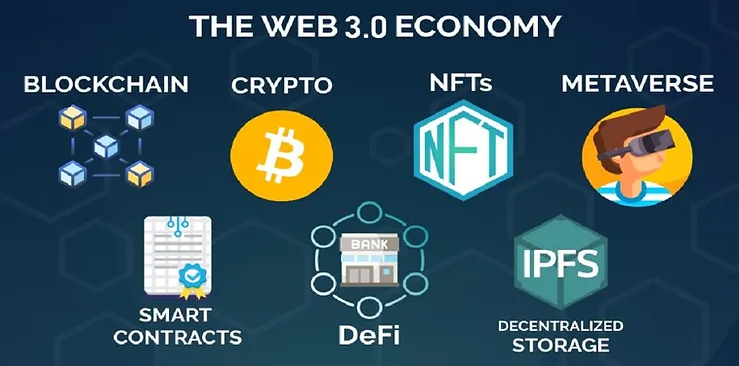 THE WEB 3.0 ECONOMY
BLOCKCHAIN
CRYPTO
NFTs
METAVERSE
NFT
BANK
IPFS
SMART
CONTRACTS
DeFi
DECENTRALIZED
STORAGE